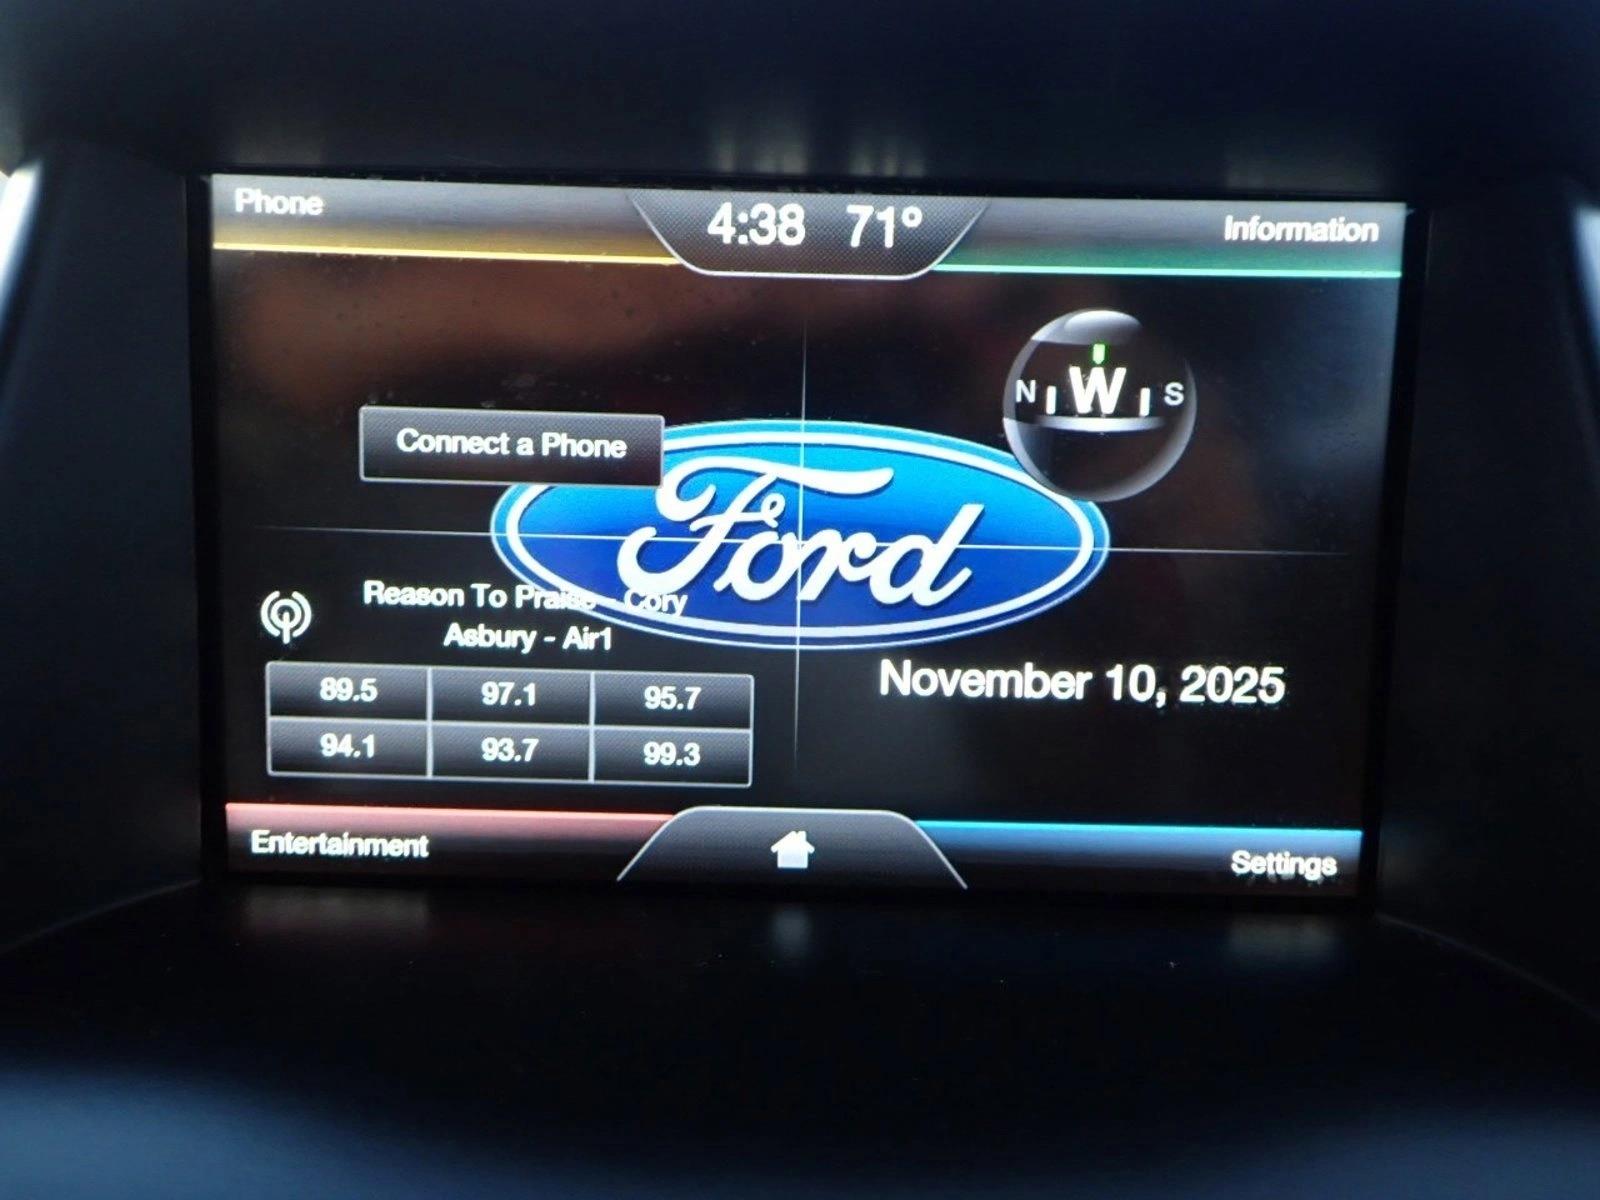 Phone
4:38 71°
Information
N W S
Connect a Phone
Ford
Reason To Praise - Cory
Asbury - Air1
89.5 97.1 95.7
94.1 93.7 99.3
November 10, 2025
Entertainment
Settings